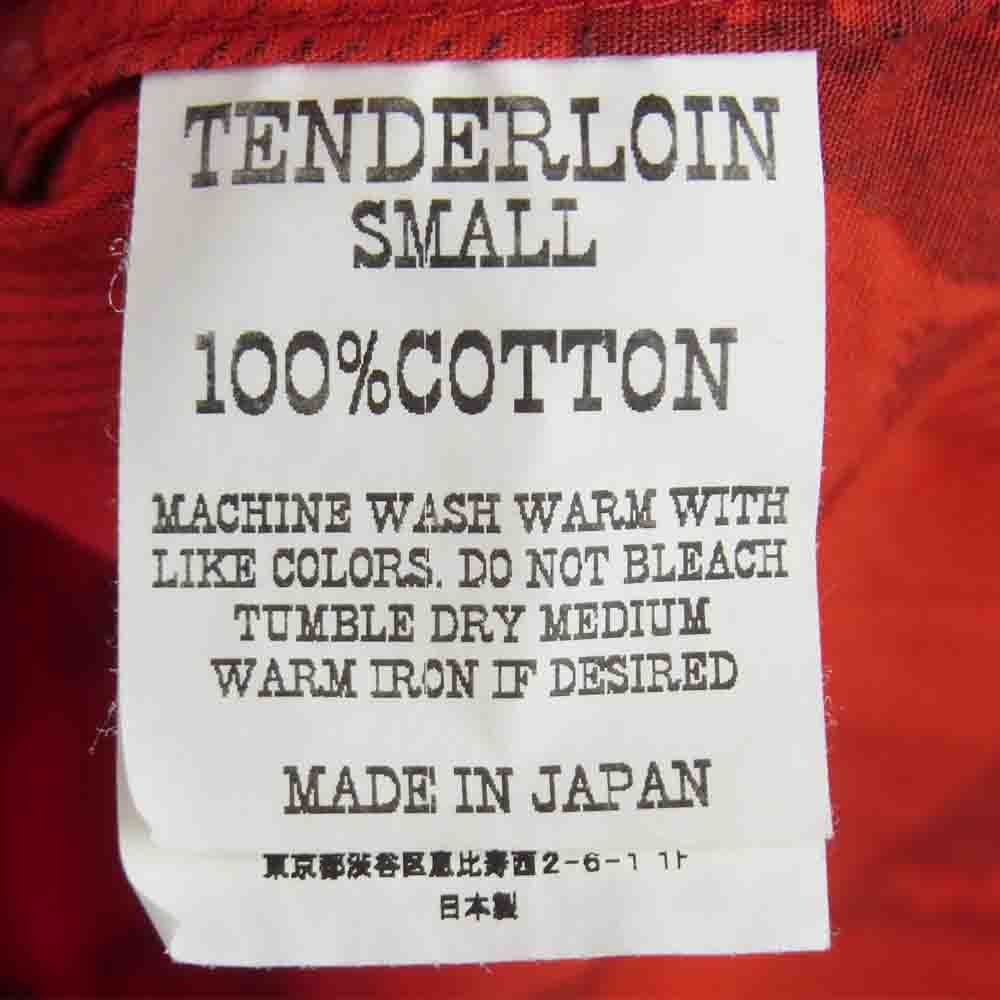 TENDERLOIN
SMALL
100%COTTON
MACHINE WASH WARM WITH
LIKE COLORS. DO NOT BLEACH
TUMBLE DRY MEDIUM
WARM IRON IF DESIRED
MADE IN JAPAN
東京都渋谷区恵比寿西2-6-1 1F
日本製